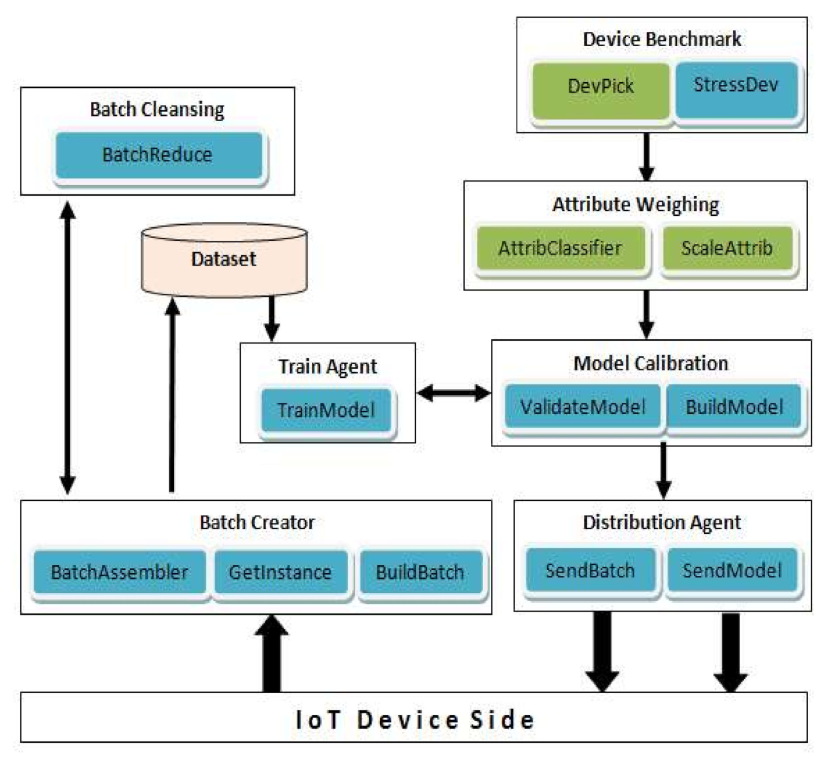 Device Benchmark
DevPick StressDev
Batch Cleansing
BatchReduce
Attribute Weighing
AttribClassifier ScaleAttrib
Dataset
Train Agent
TrainModel
Model Calibration
ValidateModel BuildModel
Batch Creator
BatchAssembler GetInstance BuildBatch
Distribution Agent
SendBatch SendModel
IoT Device Side